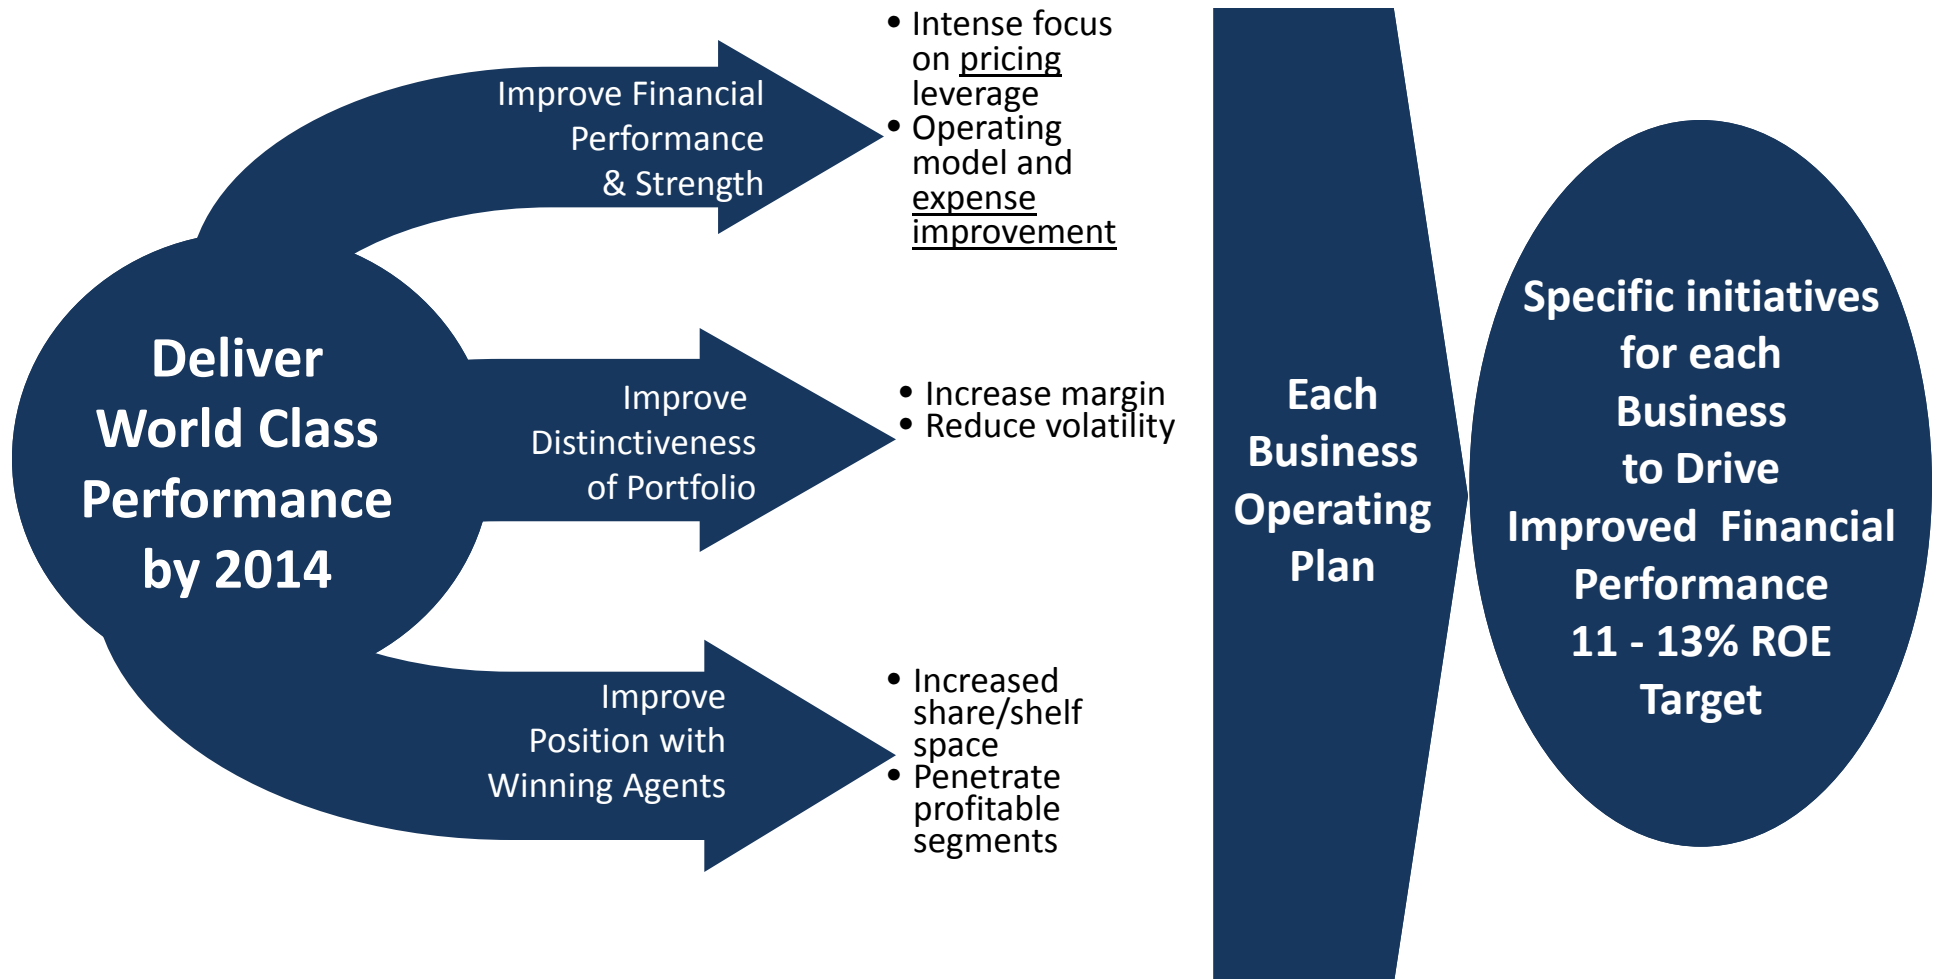 Deliver
World Class
Performance
by 2014
Improve Financial
Performance
& Strength
• Intense focus
on pricing
leverage
• Operating
model and
expense
improvement
Improve
Distinctiveness
of Portfolio
• Increase margin
• Reduce volatility
Improve
Position with
Winning Agents
• Increased
share/shelf
space
• Penetrate
profitable
segments
Each
Business
Operating
Plan
Specific initiatives
for each
Business
to Drive
Improved Financial
Performance
11 - 13% ROE
Target